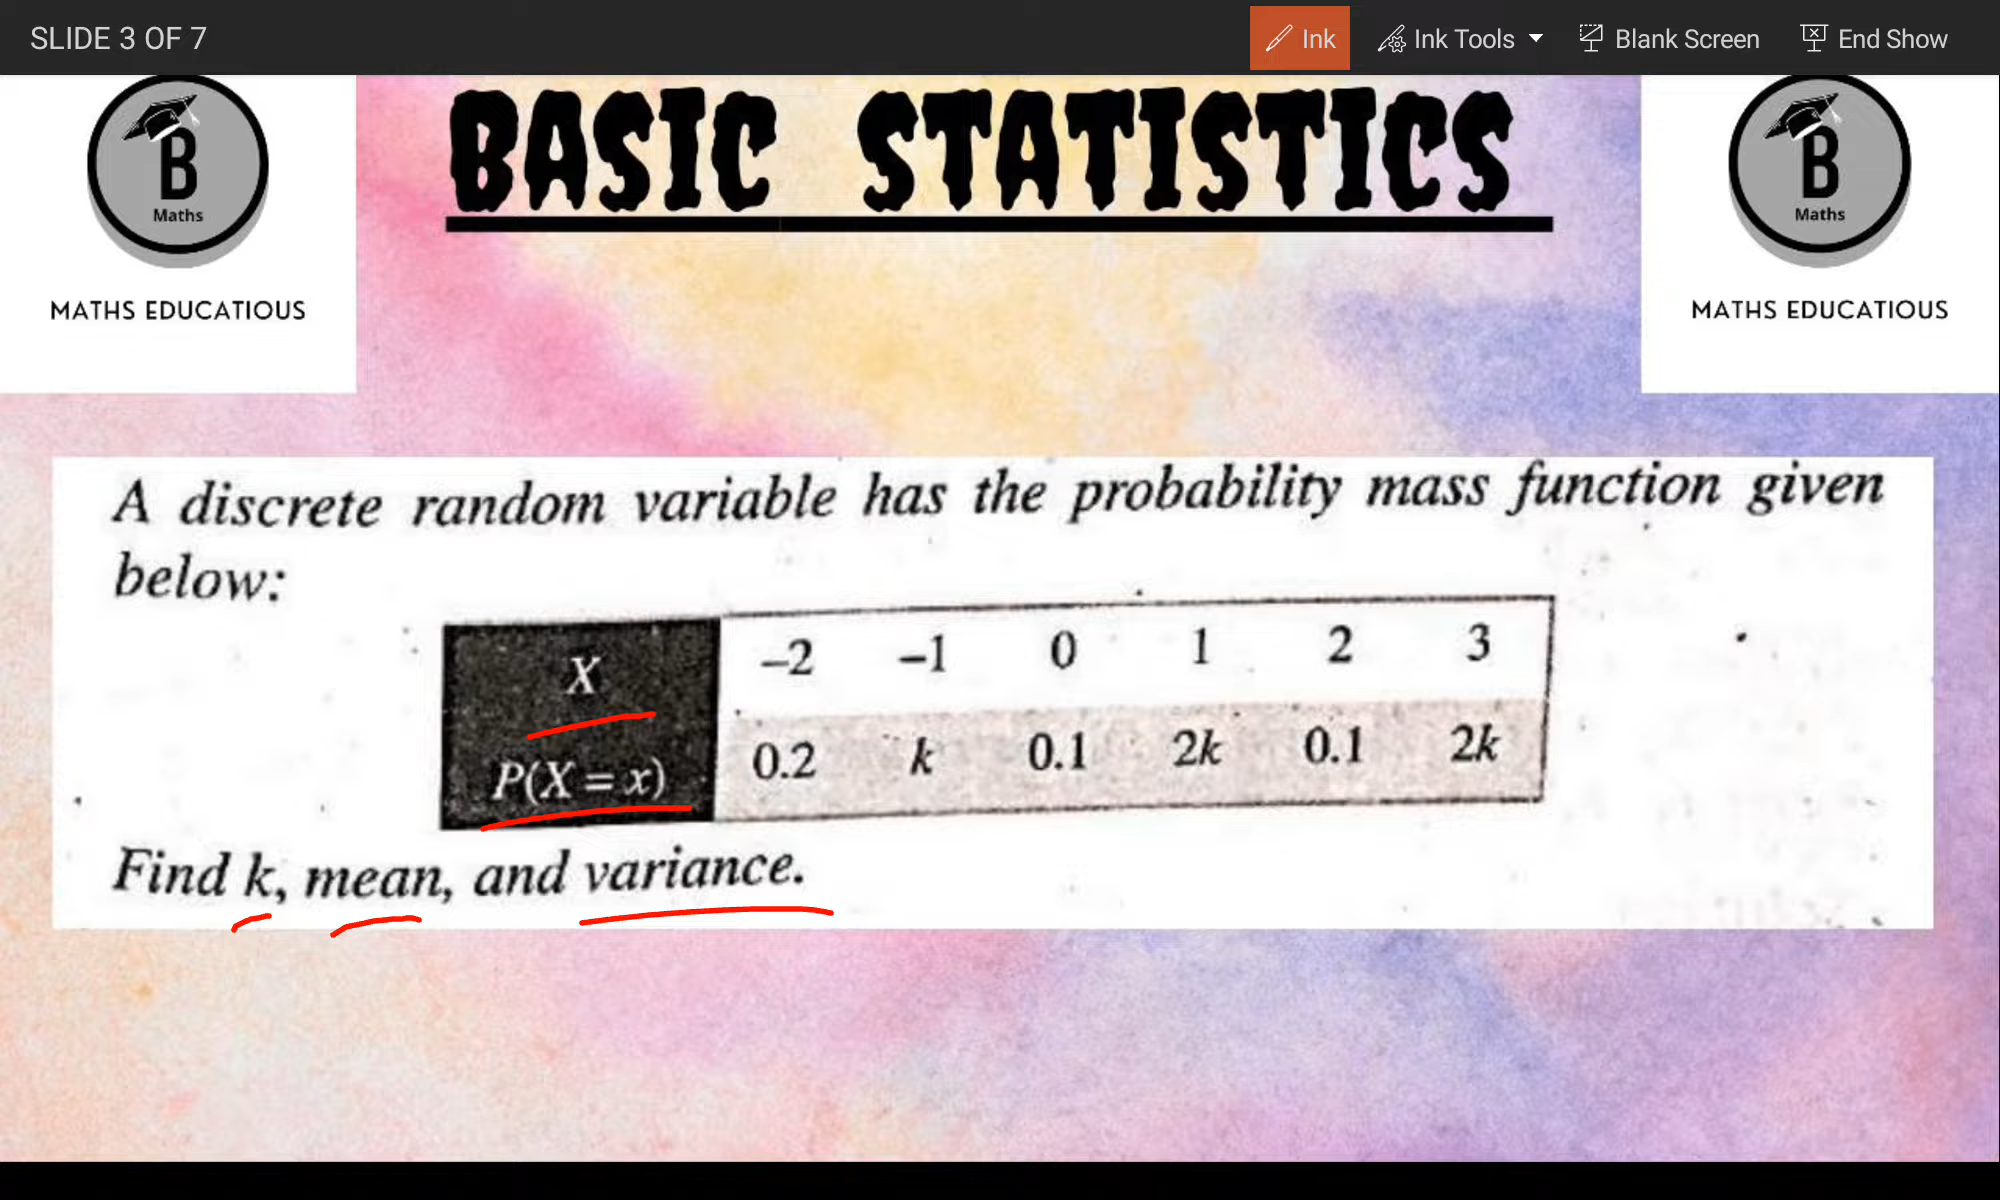 SLIDE 3 OF 7
Ink
Ink Tools
Blank Screen
End Show
B
Maths
MATHS EDUCATIOUS
BASIC STATISTICS
B
Maths
MATHS EDUCATIOUS
A discrete random variable has the probability mass function given
below:
X –2 –1 0 1 2 3
P(X = x) 0.2 k 0.1 2k 0.1 2k
Find k, mean, and variance.